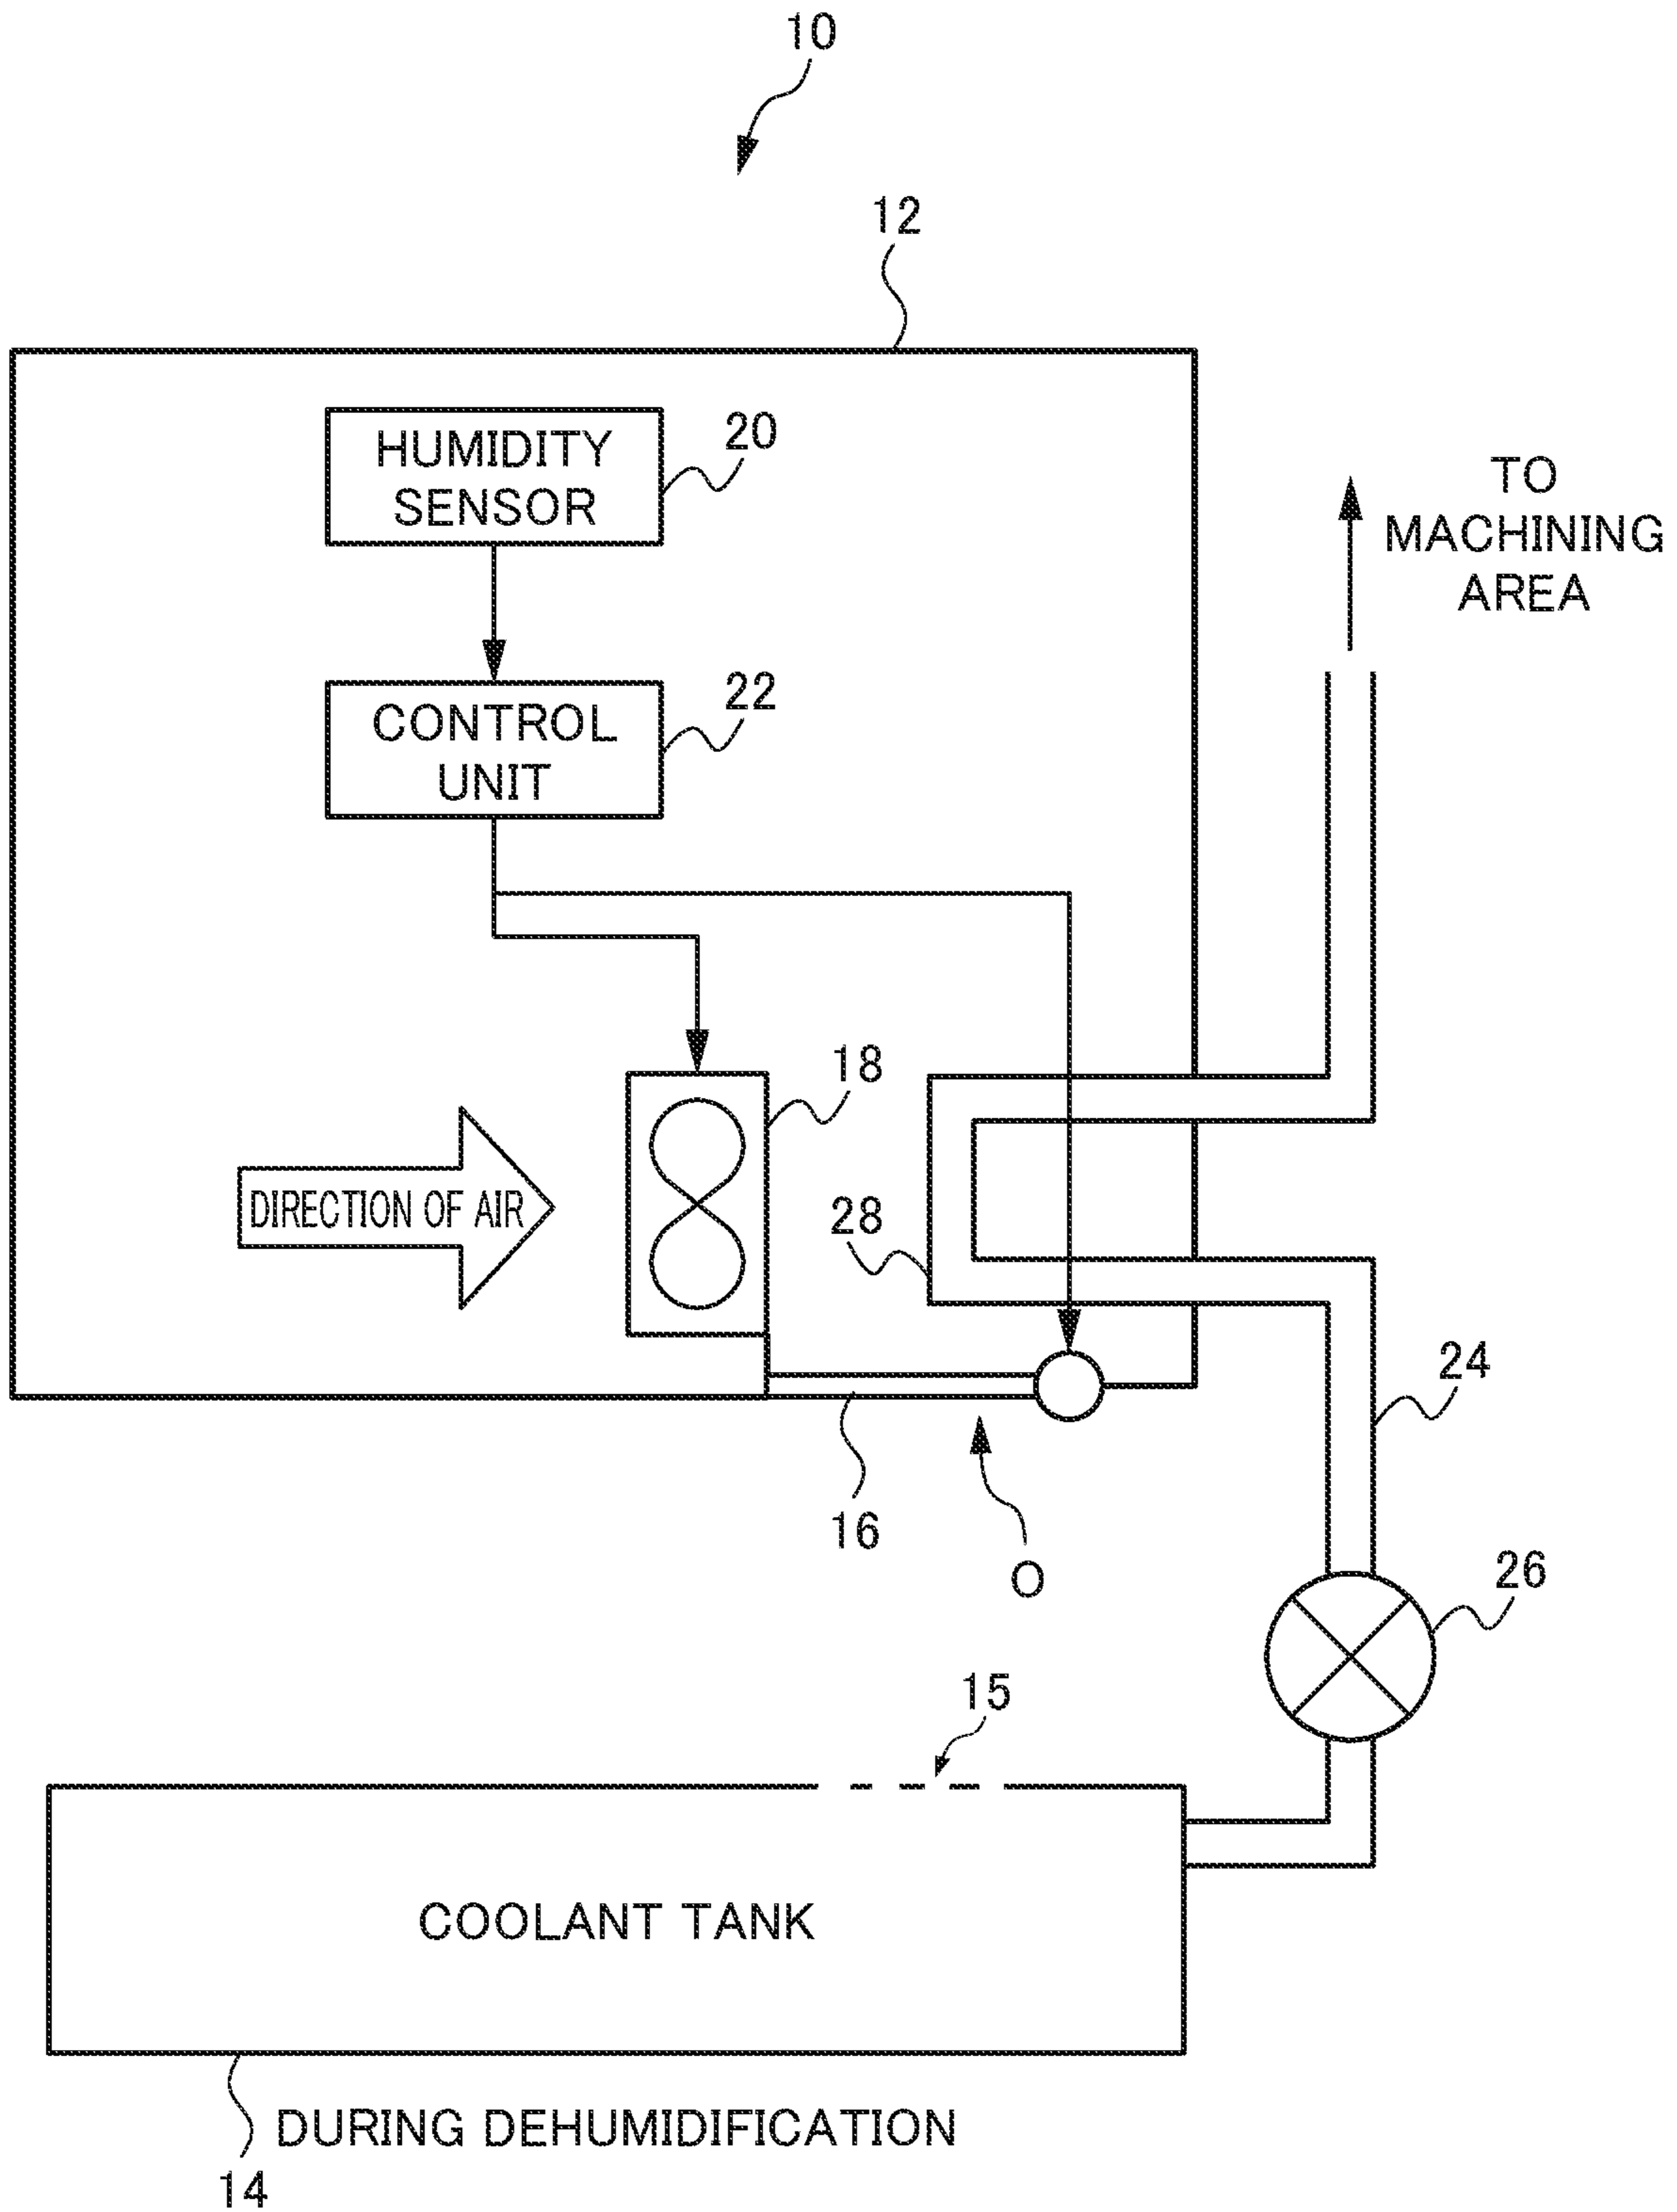 10
12
HUMIDITY
SENSOR
20
TO
MACHINING
AREA
CONTROL
UNIT
22
18
DIRECTION OF AIR
28
24
16
O
26
15
COOLANT TANK
DURING DEHUMIDIFICATION
14